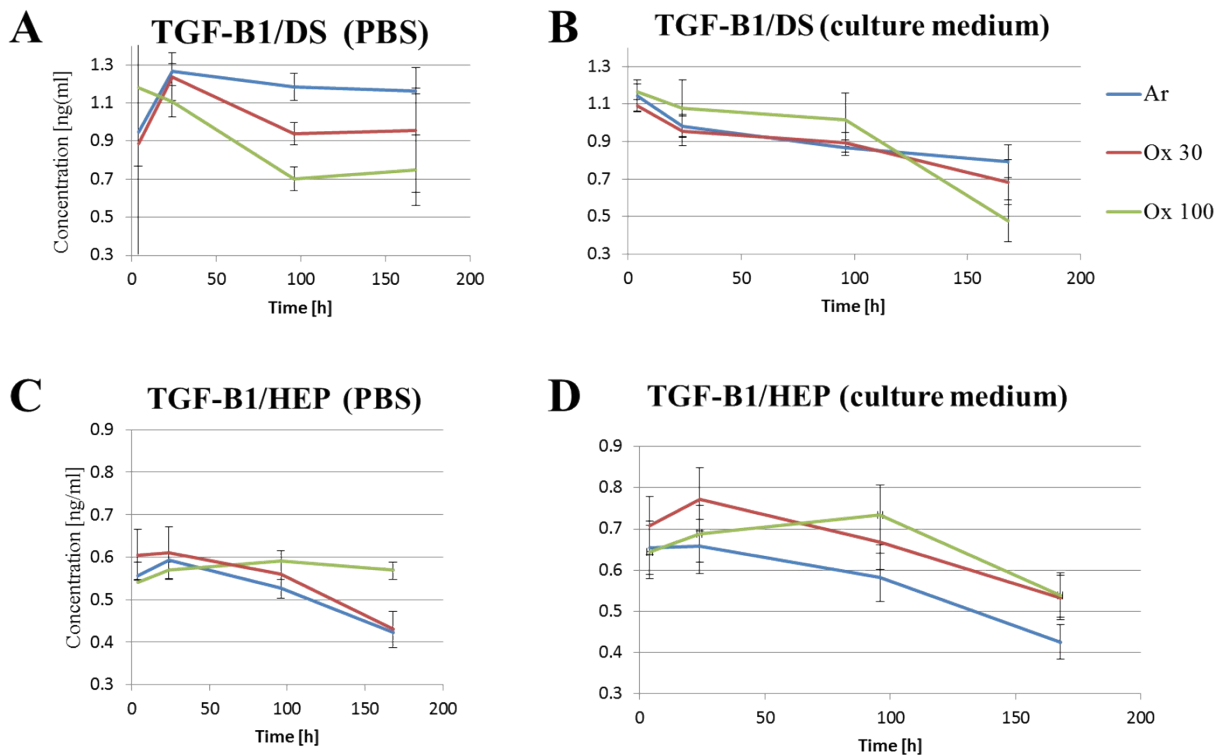 A
TGF-B1/DS (PBS)
Concentration [ng(ml]
1.3
1.1
0.9
0.7
0.5
0.3
0
50
100
150
200
Time [h]
B
TGF-B1/DS (culture medium)
1.3
1.1
0.9
0.7
0.5
0.3
0
50
100
150
200
Time [h]
Ar
Ox 30
Ox 100
C
TGF-B1/HEP (PBS)
Concentration [ng/ml]
0.9
0.8
0.7
0.6
0.5
0.4
0.3
0
50
100
150
200
Time [h]
D
TGF-B1/HEP (culture medium)
0.9
0.8
0.7
0.6
0.5
0.4
0.3
0
50
100
150
200
Time [h]